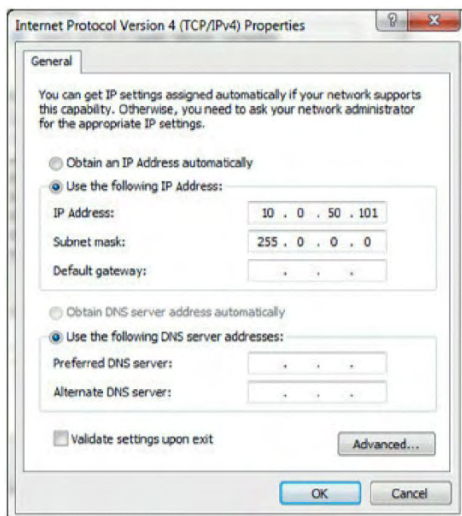 Internet Protocol Version 4 (TCP/IPv4) Properties
General
You can get IP settings assigned automatically if your network supports
this capability. Otherwise, you need to ask your network administrator
for the appropriate IP settings.
Obtain an IP Address automatically
Use the following IP Address:
IP Address: 10 . 0 . 50 . 101
Subnet mask: 255 . 0 . 0 . 0
Default gateway: . . .
Obtain DNS server address automatically
Use the following DNS server addresses:
Preferred DNS server: . . .
Alternate DNS server: . . .
Validate settings upon exit
Advanced...
OK Cancel